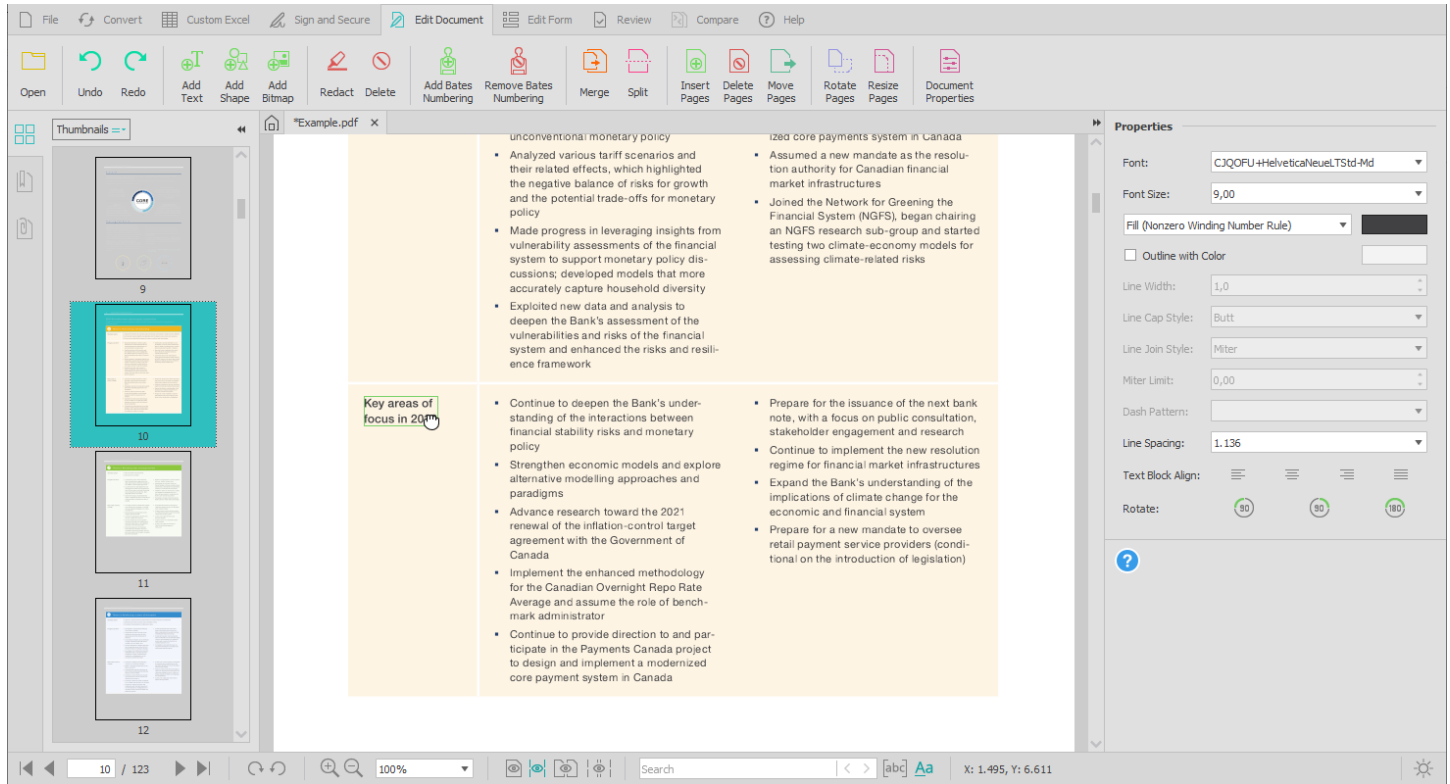 File Convert Custom Excel Sign and Secure Edit Document Edit Form Review Compare ? Help
Open Undo Redo Add Text Add Shape Add Bitmap Redact Delete Add Bates Numbering Remove Bates Numbering Merge Split Insert Pages Delete Pages Move Pages Rotate Pages Resize Pages Document Properties
Thumbnails
*Example.pdf
9
10
11
12
unconventional monetary policy
Analyzed various tariff scenarios and
their related effects, which highlighted
the negative balance of risks for growth
and the potential trade-offs for monetary
policy
Made progress in leveraging insights from
vulnerability assessments of the financial
system to support monetary policy dis-
cussions; developed models that more
accurately capture household diversity
Exploited new data and analysis to
deepen the Bank's assessment of the
vulnerabilities and risks of the financial
system and enhanced the risks and resili-
ence framework
ized core payments system in Canada
Assumed a new mandate as the resolu-
tion authority for Canadian financial
market infrastructures
Joined the Network for Greening the
Financial System (NGFS), began chairing
an NGFS research sub-group and started
testing two climate-economy models for
assessing climate-related risks
Key areas of
focus in 20
Continue to deepen the Bank's under-
standing of the interactions between
financial stability risks and monetary
policy
Strengthen economic models and explore
alternative modelling approaches and
paradigms
Advance research toward the 2021
renewal of the inflation-control target
agreement with the Government of
Canada
Implement the enhanced methodology
for the Canadian Overnight Repo Rate
Average and assume the role of bench-
mark administrator
Continue to provide direction to and par-
ticipate in the Payments Canada project
to design and implement a modernized
core payment system in Canada
Prepare for the issuance of the next bank
note, with a focus on public consultation,
stakeholder engagement and research
Continue to implement the new resolution
regime for financial market infrastructures
Expand the Bank's understanding of the
implications of climate change for the
economic and financial system
Prepare for a new mandate to oversee
retail payment service providers (condi-
tional on the introduction of legislation)
Properties
Font: CJQOFU+HelveticaNeueLTStd-Md
Font Size: 9,00
Fill (Nonzero Winding Number Rule)
Outline with Color
Line Width: 1,0
Line Cap Style: Butt
Line Join Style: Miter
Miter Limit: 0,00
Dash Pattern:
Line Spacing: 1.136
Text Block Align:
Rotate: 90 90 180
?
10 / 123 100% Search [abc] Aa X: 1.495, Y: 6.611